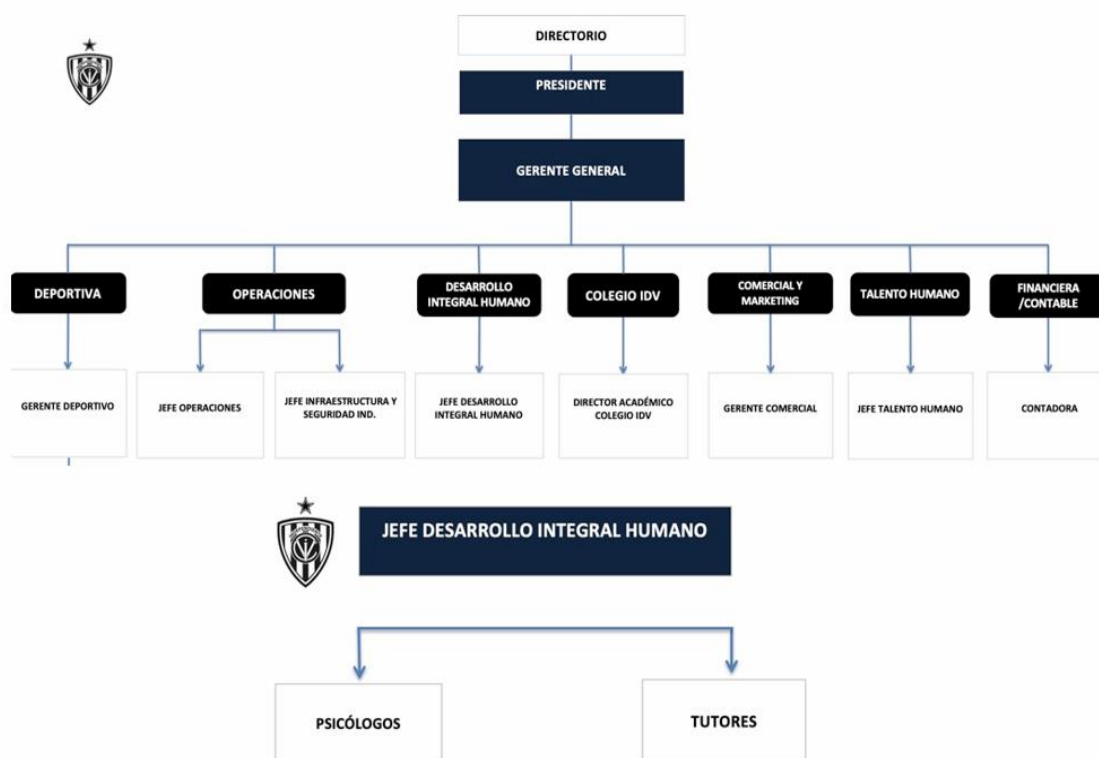 DIRECTORIO
PRESIDENTE
GERENTE GENERAL
DEPORTIVA
OPERACIONES
DESARROLLO
INTEGRAL HUMANO
COLEGIO IDV
COMERCIAL Y
MARKETING
TALENTO HUMANO
FINANCIERA
/CONTABLE
GERENTE DEPORTIVO
JEFE OPERACIONES
JEFE INFRAESTRUCTURA Y
SEGURIDAD IND.
JEFE DESARROLLO
INTEGRAL HUMANO
DIRECTOR ACADÉMICO
COLEGIO IDV
GERENTE COMERCIAL
JEFE TALENTO HUMANO
CONTADORA
JEFE DESARROLLO INTEGRAL HUMANO
PSICÓLOGOS
TUTORES